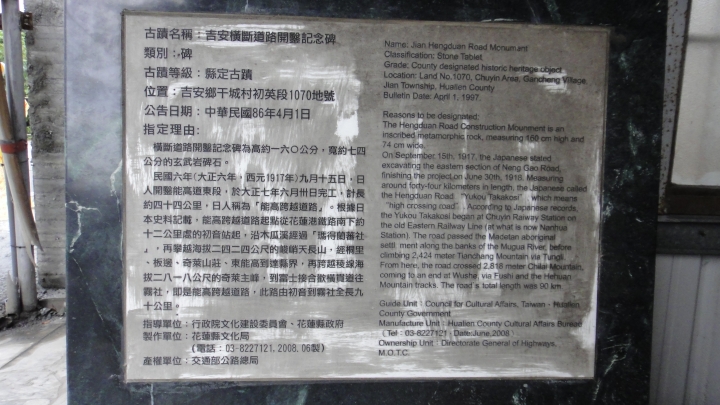 古蹟名稱：吉安橫斷道路開鑿記念碑
類別：碑
古蹟等級：縣定古蹟
位置：吉安鄉干城村初英段1070地號
公告日期：中華民國86年4月1日
指定理由：
橫斷道路開鑿記念碑為高約一六〇公分，寬約七四
公分的玄武岩碑石。
民國六年（大正六年，西元1917年）九月十五日，日
人開鑿能高道東段，於大正七年六月卅日完工，計長
約四十四公里，日人稱為「能高越道路」。根據日
本史料記載，能高跨越道路起點從花蓮港鐵路南下約
十二公里處的初音站起，沿木瓜溪經過「瑪得蘭蕃社
」，再攀越海拔二四二四公尺的峻峭天長山，經桐里
、板邊、奇萊山莊、東能高到達縣界，再跨越稜線海
拔二八一八公尺的奇萊主峰，到富士接合歡橫貫道往
霧社，即是能高跨越道路，此路由初音到霧社全長九
十公里。
指導單位：行政院文化建設委員會、花蓮縣政府
製作單位：花蓮縣文化局
（電話：03-8227121，2008.06製）
產權單位：交通部公路總局
Name: Jian Hengduan Road Monument
Classification: Stone Tablet
Grade: County designated historic heritage object
Location: Land No.1070, Chuyin Area, Gancheng Village
Jian Township, Hualien County
Bulletin Date: April 1, 1997.
Reasons to be designated:
The Hengduan Road Construction Mounment is an
inscribed metamorphic rock, measuring 160 cm high and
74 cm wide.
On September 15th, 1917, the Japanese stated
excavating the eastern section of Neng Gao Road,
finishing the project on June 30th, 1918. Measuring
around forty-four kilometers in length, the Japanese called
the Hengduan Road "Yukou Takakosi", which means
"high crossing road". According to Japanese records,
the Yukou Takakosi began at Chuyin Raiway Station on
the old Eastern Railway Line (at what is now Nanhua
Station). The road passed the Madetan aboriginal
settl ment along the banks of the Mugua River, before
climbing 2,424 meter Tianchang Mountain via Tungli.
From here, the road crossed 2,818 meter Chilai Mountain,
coming to an end at Wushe, via Fushi and the Hehuan
Mountain tracks. The road s total length was 90 km.
Guide Unit：Council for Cultural Affairs, Taiwan、Hualien
County Government
Manufacture Unit：Hualien County Cultural Affairs Bureau
（Tel：03-8227121；Date:June,2008）
Ownership Unit：Directorate General of Highways,
M.O.T.C.